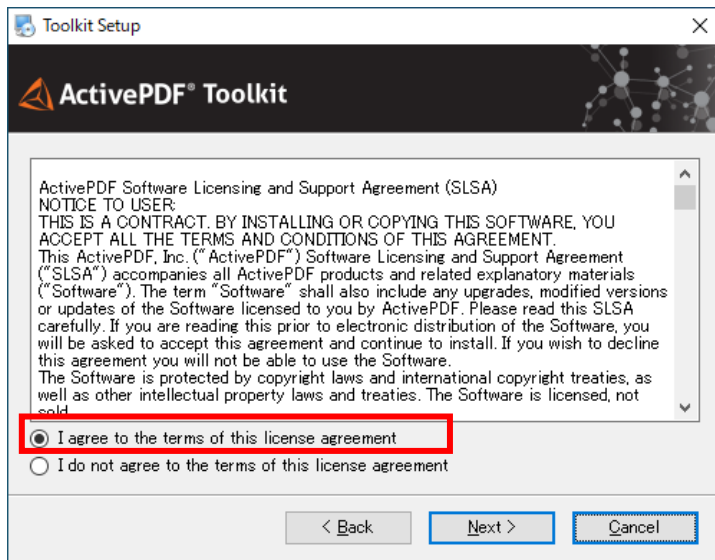 Toolkit Setup
ActivePDF® Toolkit
ActivePDF Software Licensing and Support Agreement (SLSA)
NOTICE TO USER:
THIS IS A CONTRACT. BY INSTALLING OR COPYING THIS SOFTWARE, YOU
ACCEPT ALL THE TERMS AND CONDITIONS OF THIS AGREEMENT.
This ActivePDF, Inc. ("ActivePDF") Software Licensing and Support Agreement
("SLSA") accompanies all ActivePDF products and related explanatory materials
("Software"). The term "Software" shall also include any upgrades, modified versions
or updates of the Software licensed to you by ActivePDF. Please read this SLSA
carefully. If you are reading this prior to electronic distribution of the Software, you
will be asked to accept this agreement and continue to install. If you wish to decline
this agreement you will not be able to use the Software.
The Software is protected by copyright laws and international copyright treaties, as
well as other intellectual property laws and treaties. The Software is licensed, not
sold.
I agree to the terms of this license agreement
I do not agree to the terms of this license agreement
< Back
Next >
Cancel